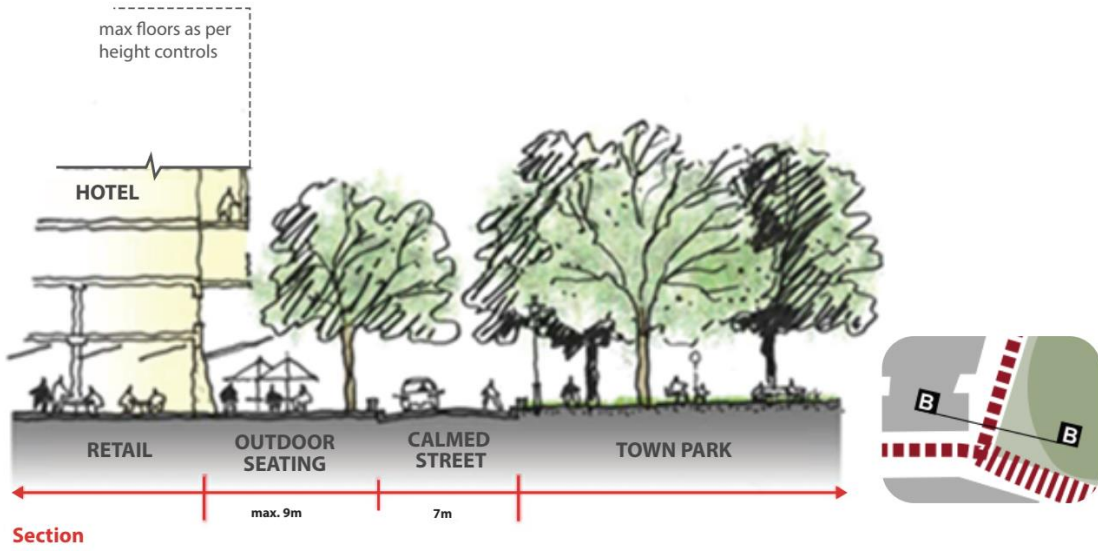 max floors as per
height controls
HOTEL
RETAIL
OUTDOOR
SEATING
CALMED
STREET
TOWN PARK
max. 9m
7m
Section
B
B